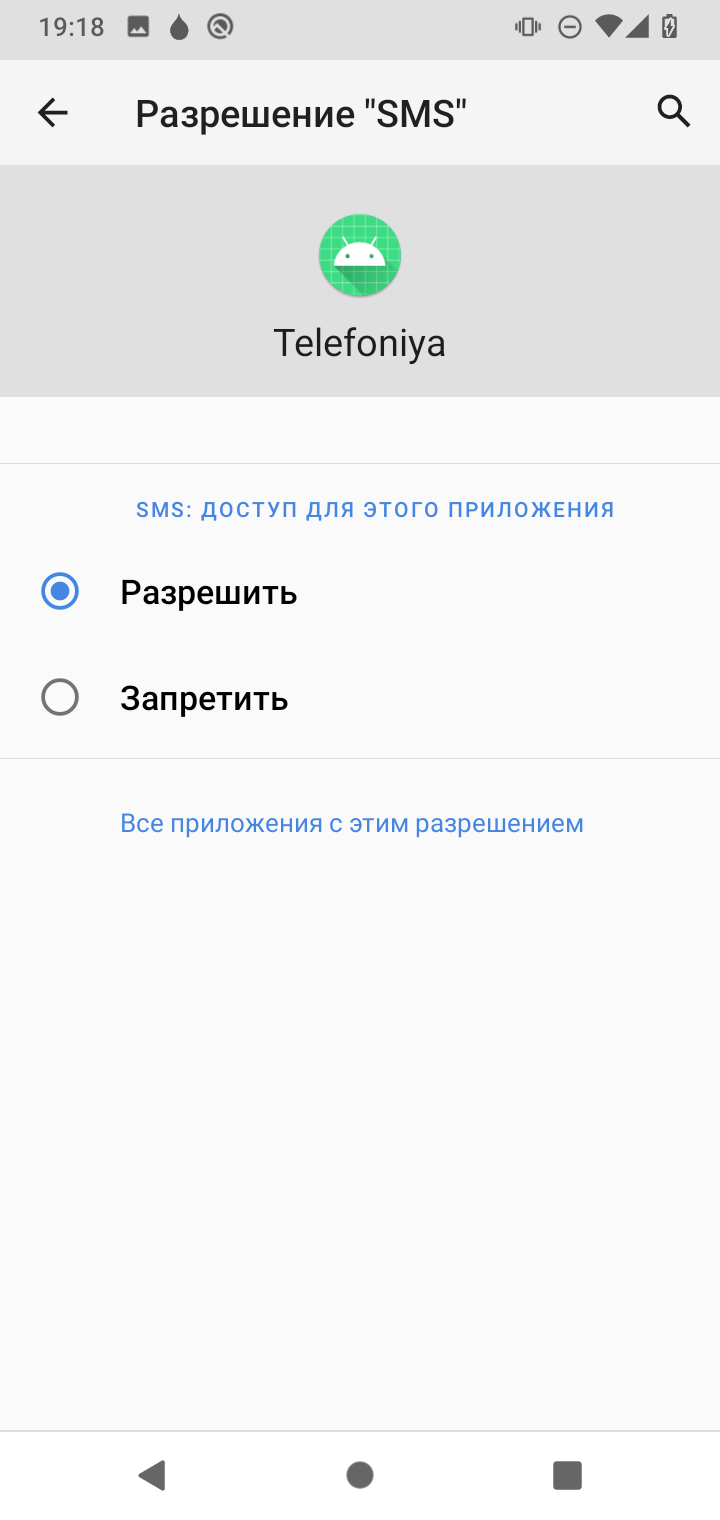 19:18
Разрешение "SMS"
Telefoniya
SMS: ДОСТУП ДЛЯ ЭТОГО ПРИЛОЖЕНИЯ
Разрешить
Запретить
Все приложения с этим разрешением